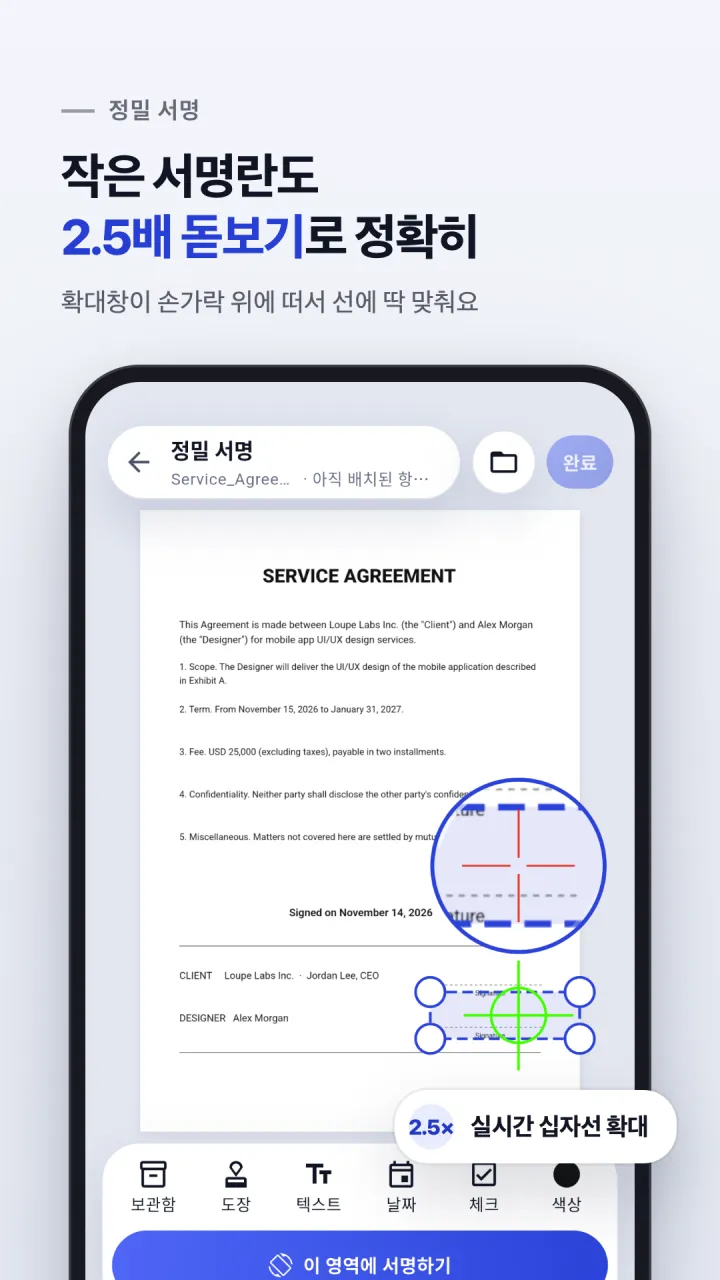 정밀 서명
작은 서명란도
2.5배 돋보기로 정확히
확대창이 손가락 위에 떠서 선에 딱 맞춰요
정밀 서명
Service_Agree… · 아직 배치된 항…
완료
SERVICE AGREEMENT
This Agreement is made between Loupe Labs Inc. (the "Client") and Alex Morgan
(the "Designer") for mobile app UI/UX design services.
1. Scope. The Designer will deliver the UI/UX design of the mobile application described
in Exhibit A.
2. Term. From November 15, 2026 to January 31, 2027.
3. Fee. USD 25,000 (excluding taxes), payable in two installments.
4. Confidentiality. Neither party shall disclose the other party's confiden
5. Miscellaneous. Matters not covered here are settled by mutu
ture
ature
Signed on November 14, 2026
CLIENT Loupe Labs Inc. · Jordan Lee, CEO
Signature
DESIGNER Alex Morgan
Signature
2.5× 실시간 십자선 확대
보관함 도장 텍스트 날짜 체크 색상
이 영역에 서명하기